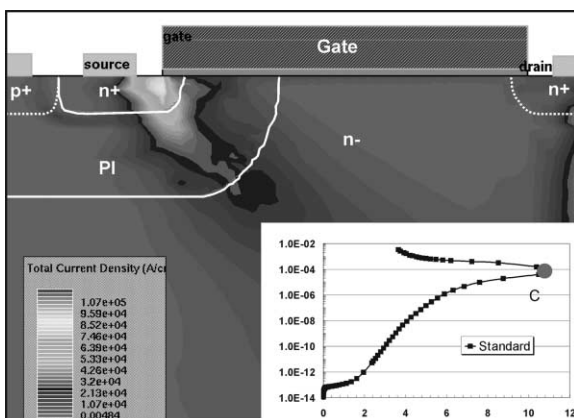 gate
Gate
source
drain
p+
n+
n+
n-
PI
Total Current Density (A/c
1.07e+05
9.59e+04
8.52e+04
7.46e+04
6.39e+04
5.33e+04
4.26e+04
3.2e+04
2.13e+04
1.07e+04
0.00484
1.0E-02
1.0E-04
1.0E-06
1.0E-08
1.0E-10
1.0E-12
1.0E-14
C
Standard
0 2 4 6 8 10 12